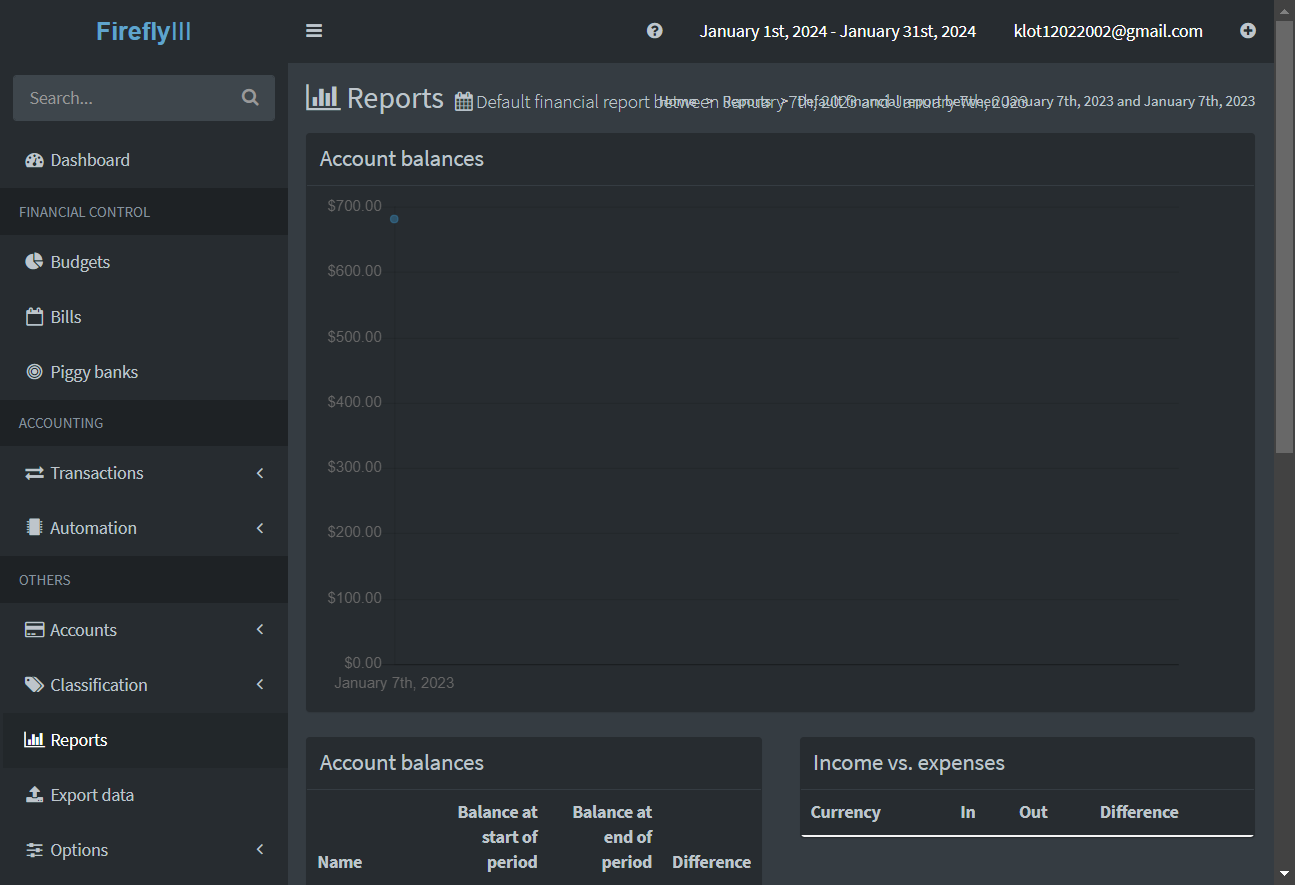 FireflyIII
January 1st, 2024 - January 31st, 2024
klot12022002@gmail.com
Search...
Dashboard
FINANCIAL CONTROL
Budgets
Bills
Piggy banks
ACCOUNTING
Transactions
Automation
OTHERS
Accounts
Classification
Reports
Export data
Options
Reports Default financial report between January 7th, 2023 and January 7th, 2023
Home > Reports > Default financial report between January 7th, 2023 and January 7th, 2023
Account balances
$700.00
$600.00
$500.00
$400.00
$300.00
$200.00
$100.00
$0.00
January 7th, 2023
Account balances
Name
Balance at
start of
period
Balance at
end of
period
Difference
Income vs. expenses
Currency In Out Difference